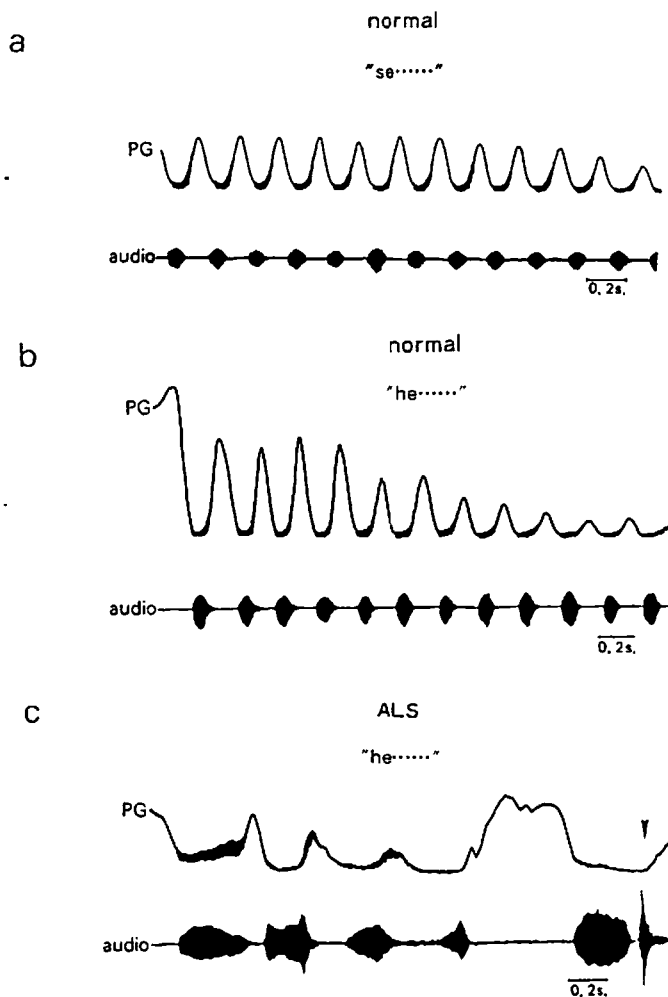 a
normal
"se······"
PG
audio
0.2s.
b
normal
"he······"
PG
audio
0.2s.
c
ALS
"he······"
PG
audio
0.2s.